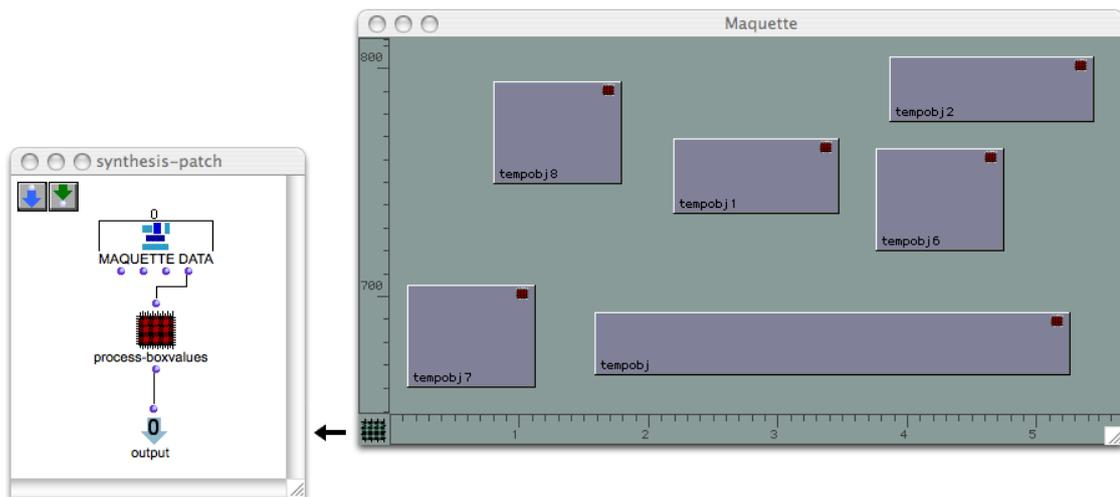 Maquette
800
tempobj2
tempobj8
tempobj1
tempobj6
700
tempobj7
tempobj
1
2
3
4
5
synthesis-patch
0
MAQUETTE DATA
process-boxvalues
0
output